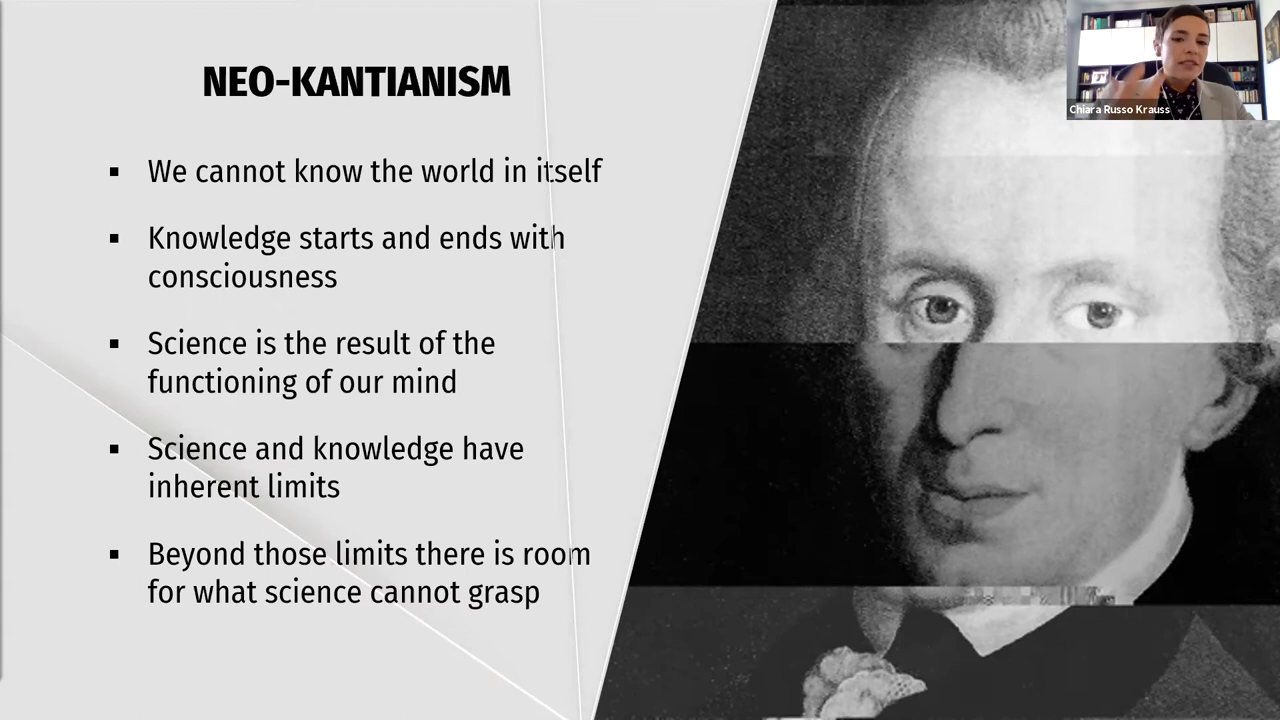 NEO-KANTIANISM
We cannot know the world in itself
Knowledge starts and ends with
consciousness
Science is the result of the
functioning of our mind
Science and knowledge have
inherent limits
Beyond those limits there is room
for what science cannot grasp
Chiara Russo Krauss